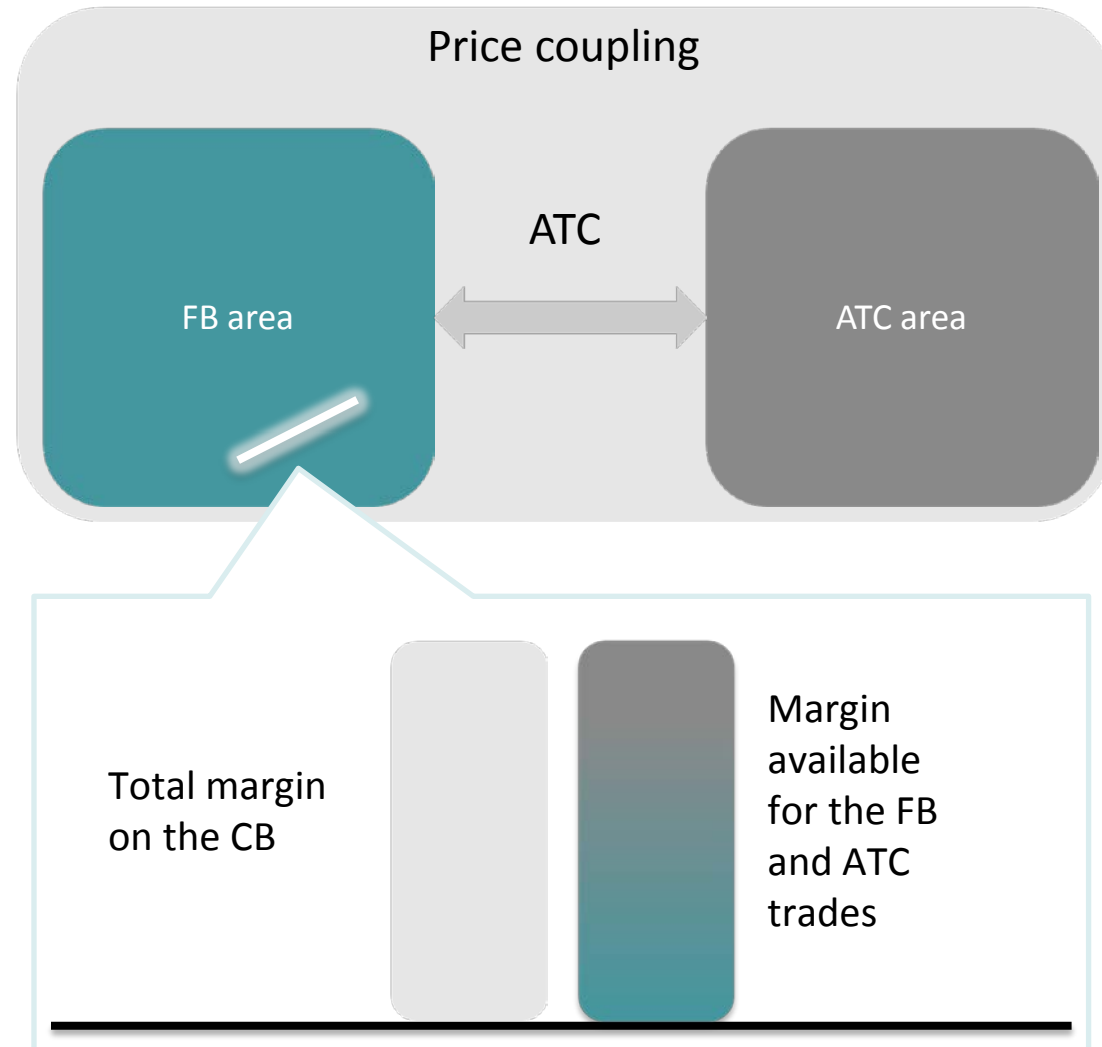 Price coupling
ATC
FB area
ATC area
Total margin
on the CB
Margin
available
for the FB
and ATC
trades